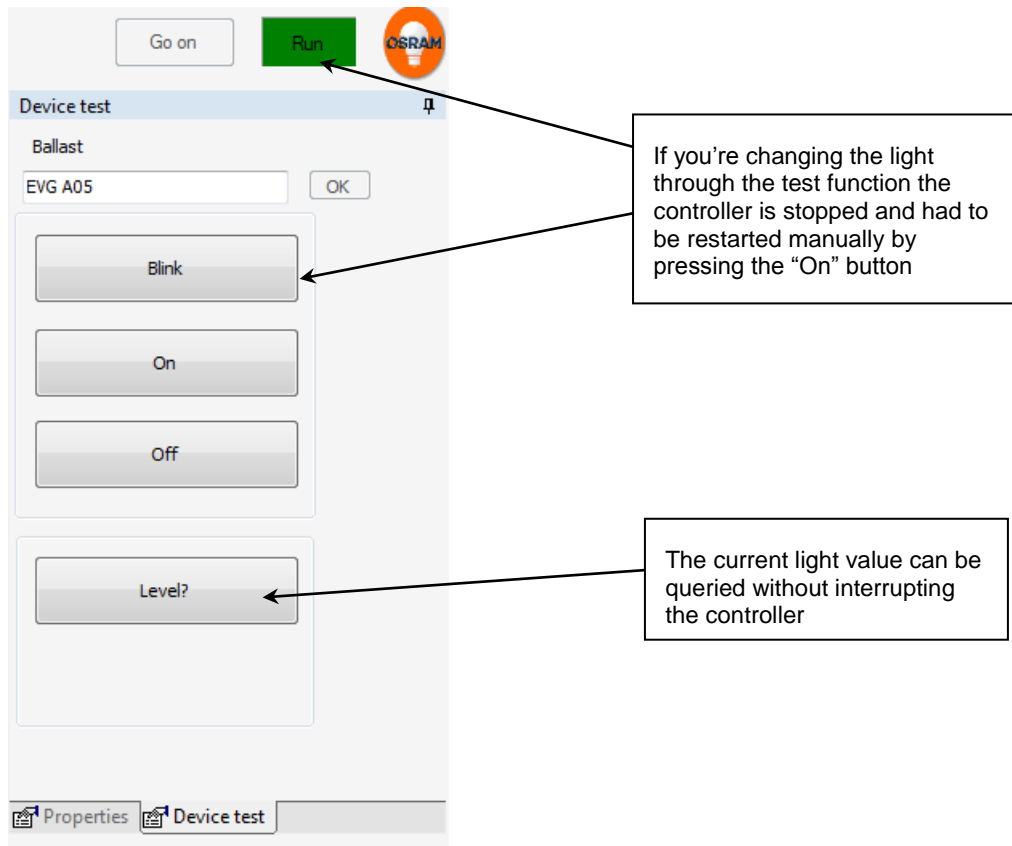 Go on
Run
OSRAM
Device test
Ballast
EVG A05
OK
Blink
On
Off
Level?
Properties
Device test
If you’re changing the light
through the test function the
controller is stopped and had to
be restarted manually by
pressing the “On” button
The current light value can be
queried without interrupting
the controller